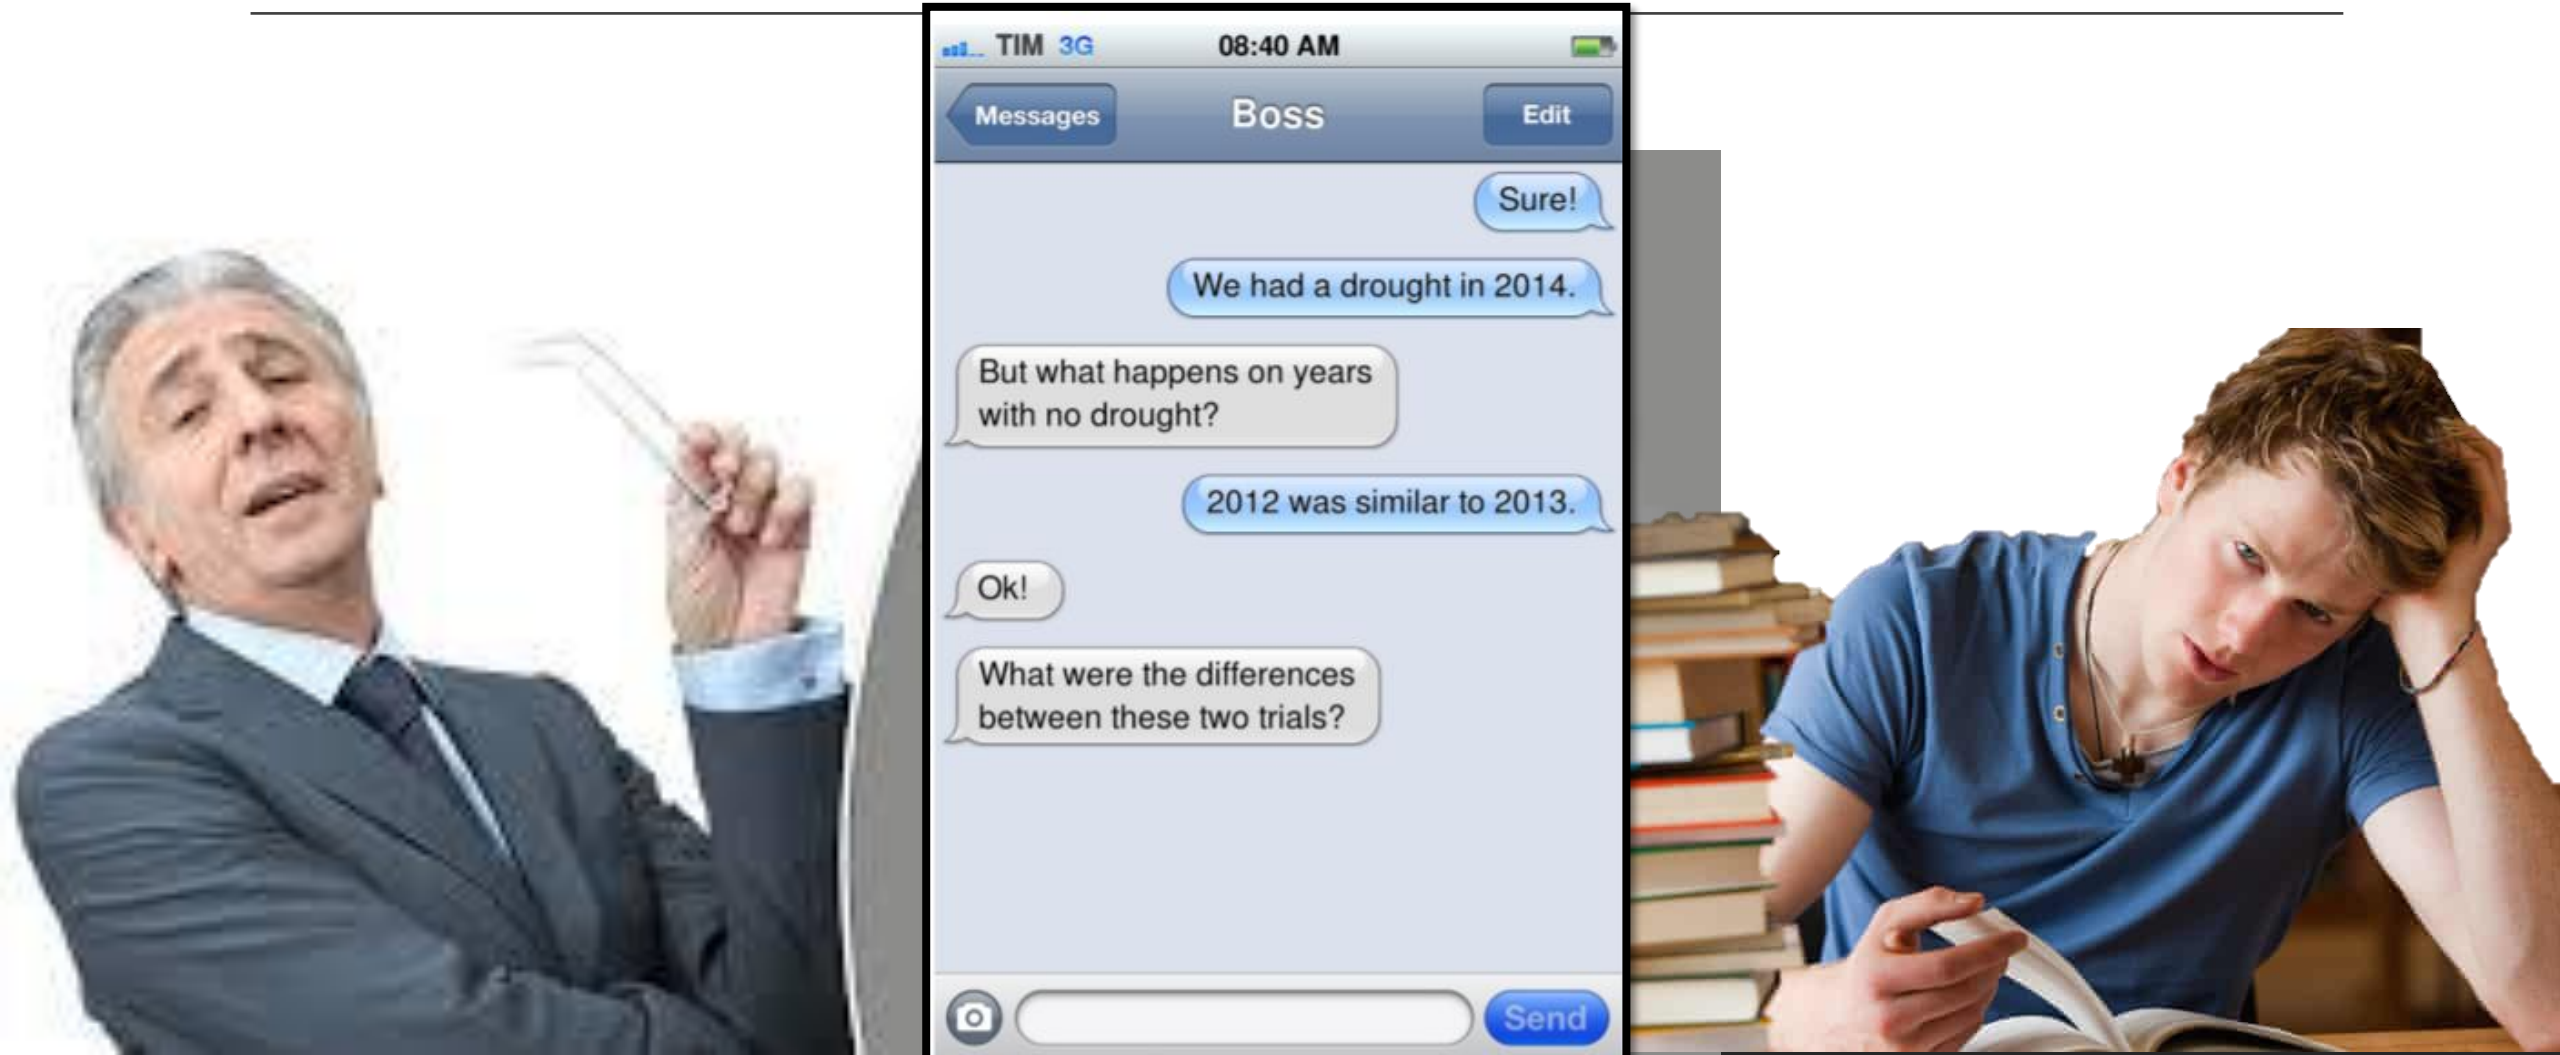 TIM 3G 08:40 AM
Messages Boss Edit
Sure!
We had a drought in 2014.
But what happens on years
with no drought?
2012 was similar to 2013.
Ok!
What were the differences
between these two trials?
Send